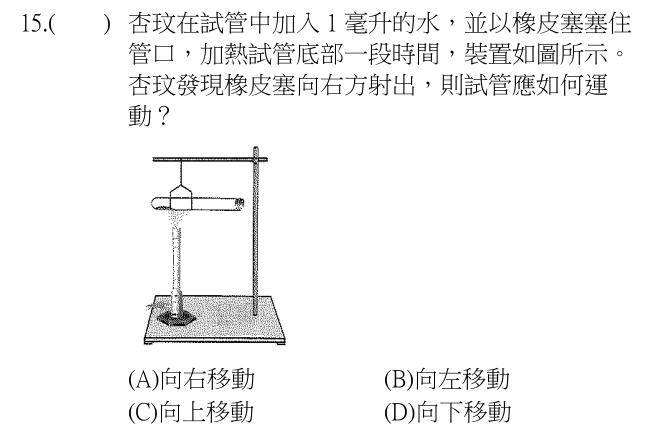 15.(　　) 杏玟在試管中加入 1 毫升的水，並以橡皮塞塞住
管口，加熱試管底部一段時間，裝置如圖所示。
杏玟發現橡皮塞向右方射出，則試管應如何運
動？
(A)向右移動　(B)向左移動
(C)向上移動　(D)向下移動